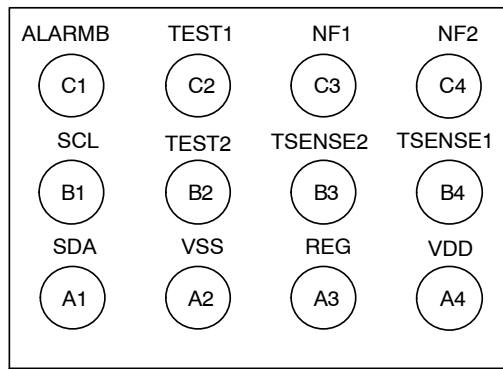 ALARMB TEST1 NF1 NF2
C1 C2 C3 C4
SCL TEST2 TSENSE2 TSENSE1
B1 B2 B3 B4
SDA VSS REG VDD
A1 A2 A3 A4